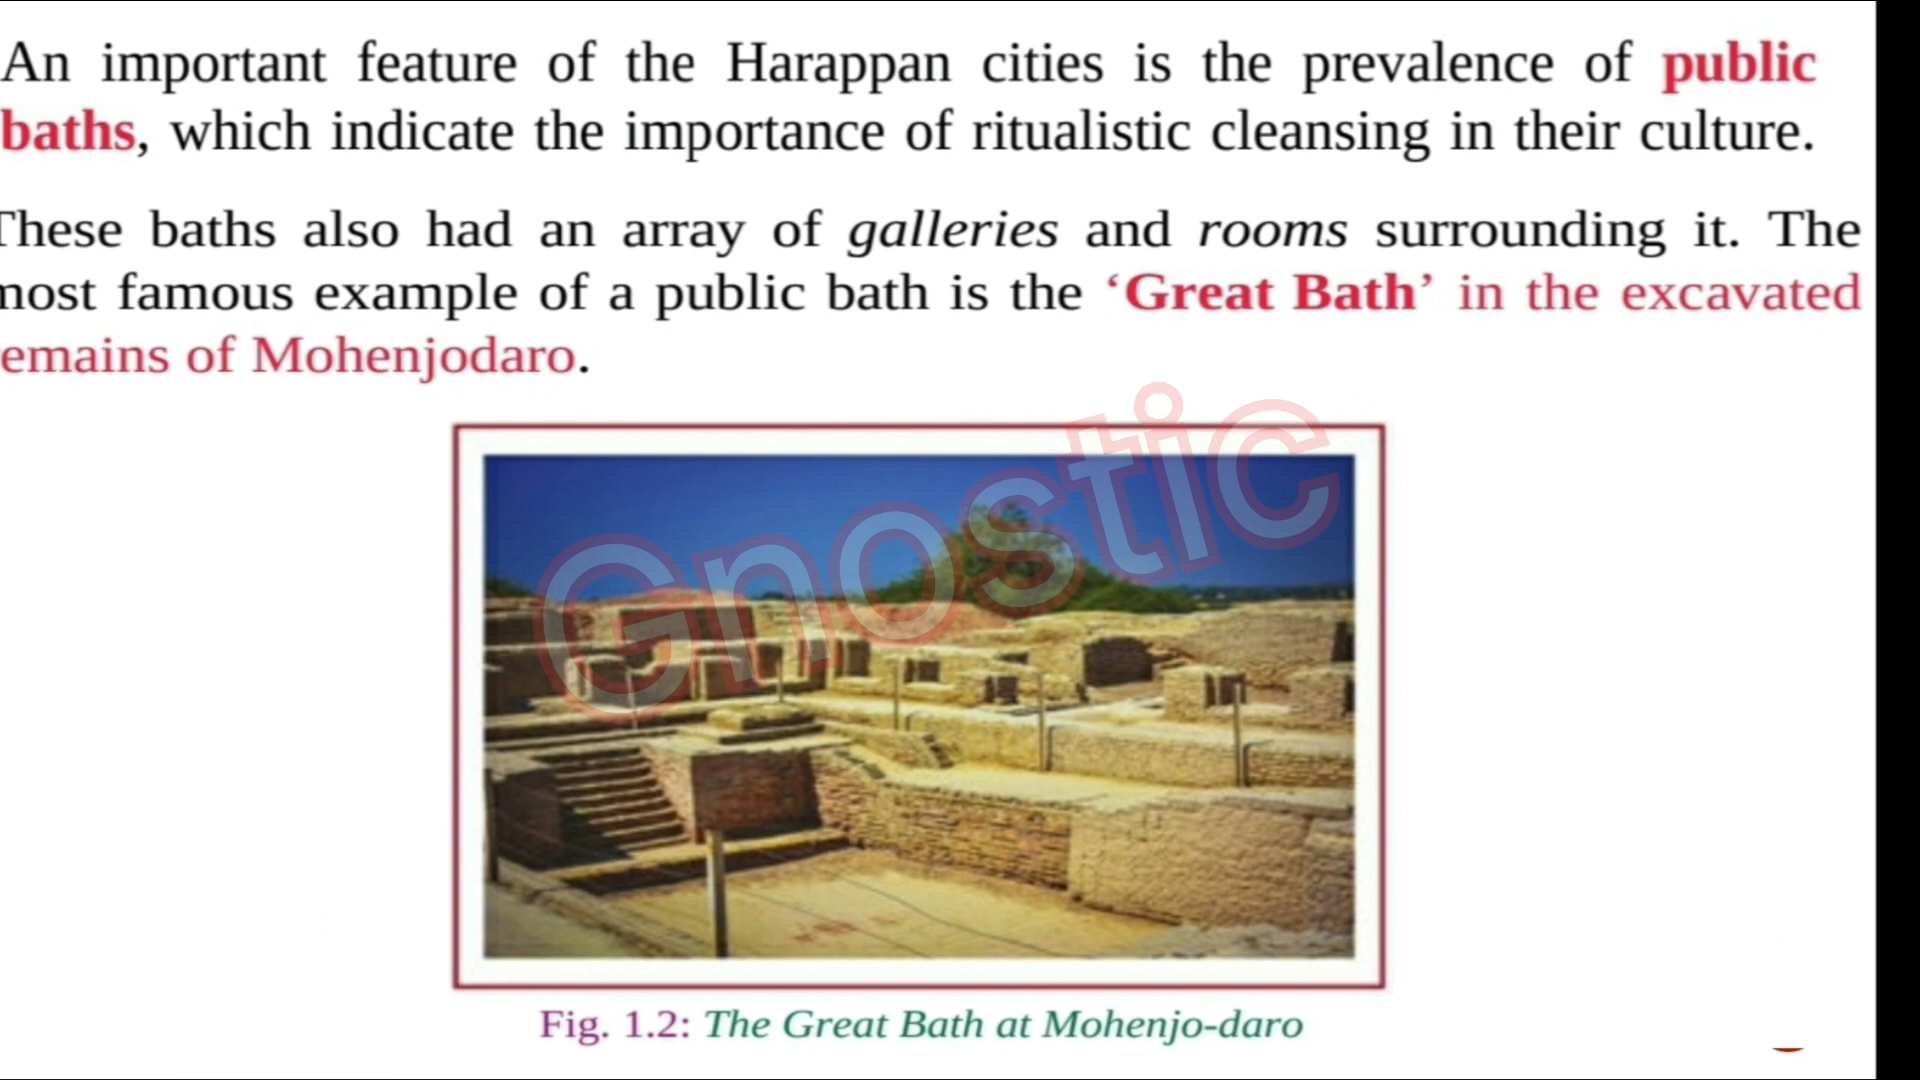 An important feature of the Harappan cities is the prevalence of public
baths, which indicate the importance of ritualistic cleansing in their culture.
These baths also had an array of galleries and rooms surrounding it. The
most famous example of a public bath is the ‘Great Bath’ in the excavated
emains of Mohenjodaro.
Gnostic
Fig. 1.2: The Great Bath at Mohenjo-daro